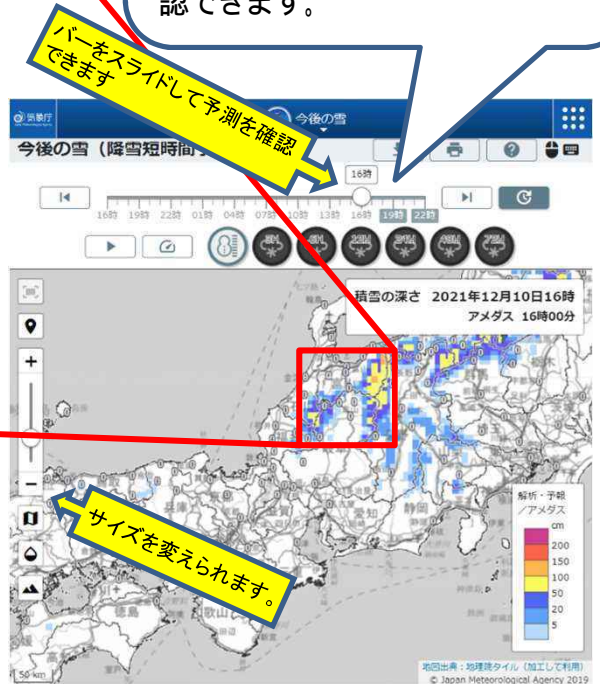 認できます。
バーをスライドして予測を確認
できます
気象庁
今後の雪
今後の雪（降雪短時間
16時
16時 19時 22時 01時 04時 07時 10時 13時 16時 19時 22時
積雪の深さ 2021年12月10日16時
アメダス 16時00分
サイズを変えられます。
解析・予報
／アメダス
cm
200
150
100
50
20
5
兵庫
愛知
静岡
徳島
歌山
50 km
地図出典：地理院タイル（加工して利用）
© Japan Meteorological Agency 2019